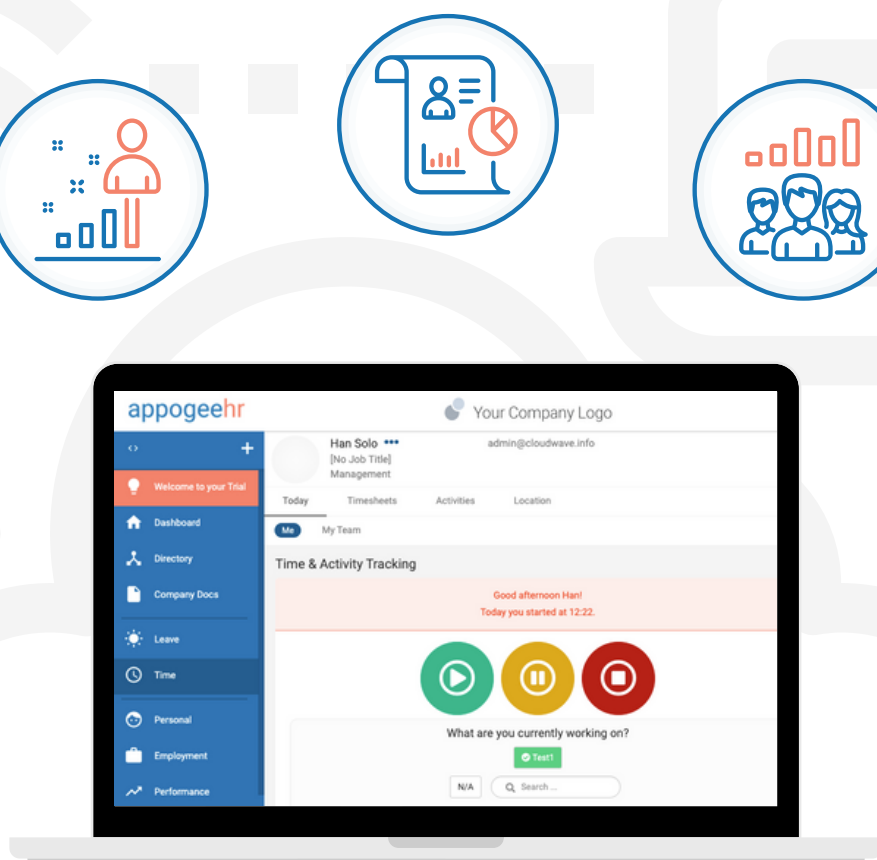 appogeehr
Your Company Logo
Han Solo •••
admin@cloudwave.info
[No Job Title]
Management
Today Timesheets Activities Location
Me My Team
Time & Activity Tracking
Good afternoon Han!
Today you started at 12:22.
What are you currently working on?
Test1
N/A Search ...
Welcome to your Trial
Dashboard
Directory
Company Docs
Leave
Time
Personal
Employment
Performance